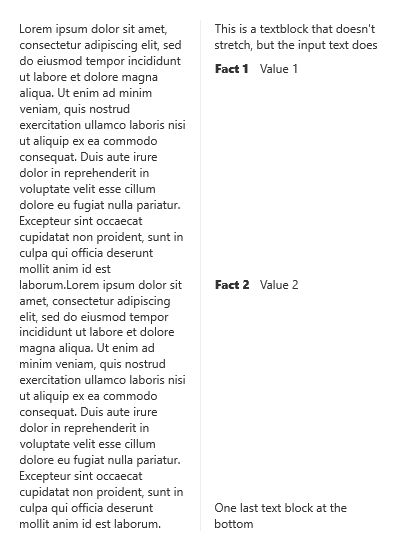 Lorem ipsum dolor sit amet,
consectetur adipiscing elit, sed
do eiusmod tempor incididunt
ut labore et dolore magna
aliqua. Ut enim ad minim
veniam, quis nostrud
exercitation ullamco laboris nisi
ut aliquip ex ea commodo
consequat. Duis aute irure
dolor in reprehenderit in
voluptate velit esse cillum
dolore eu fugiat nulla pariatur.
Excepteur sint occaecat
cupidatat non proident, sunt in
culpa qui officia deserunt
mollit anim id est
laborum.Lorem ipsum dolor sit
amet, consectetur adipiscing
elit, sed do eiusmod tempor
incididunt ut labore et dolore
magna aliqua. Ut enim ad
minim veniam, quis nostrud
exercitation ullamco laboris nisi
ut aliquip ex ea commodo
consequat. Duis aute irure
dolor in reprehenderit in
voluptate velit esse cillum
dolore eu fugiat nulla pariatur.
Excepteur sint occaecat
cupidatat non proident, sunt in
culpa qui officia deserunt
mollit anim id est laborum.
This is a textblock that doesn't
stretch, but the input text does
Fact 1 Value 1
Fact 2 Value 2
One last text block at the
bottom